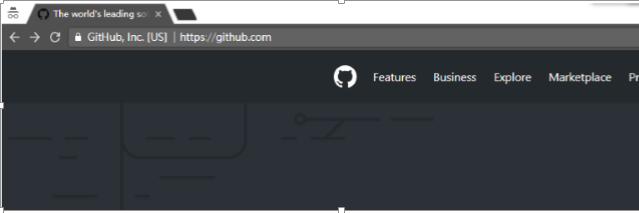 The world's leading so
GitHub, Inc. [US] | https://github.com
Features Business Explore Marketplace Pr